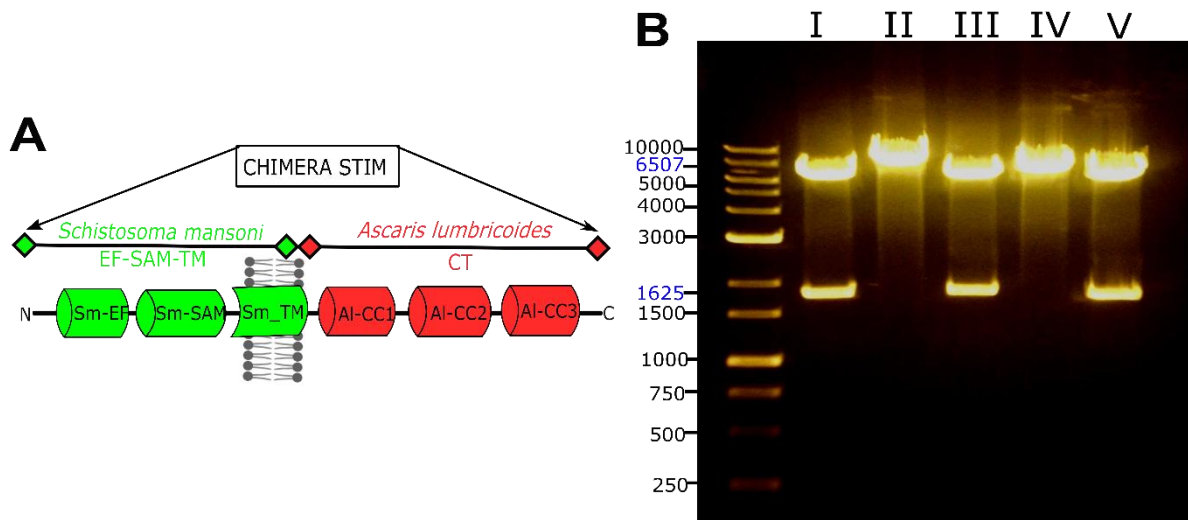 A
CHIMERA STIM
Schistosoma mansoni
EF-SAM-TM
Ascaris lumbricoides
CT
N
Sm-EF
Sm-SAM
Sm_TM
Al-CC1
Al-CC2
Al-CC3
C
B
I II III IV V
10000
6507
5000
4000
3000
1625
1500
1000
750
500
250